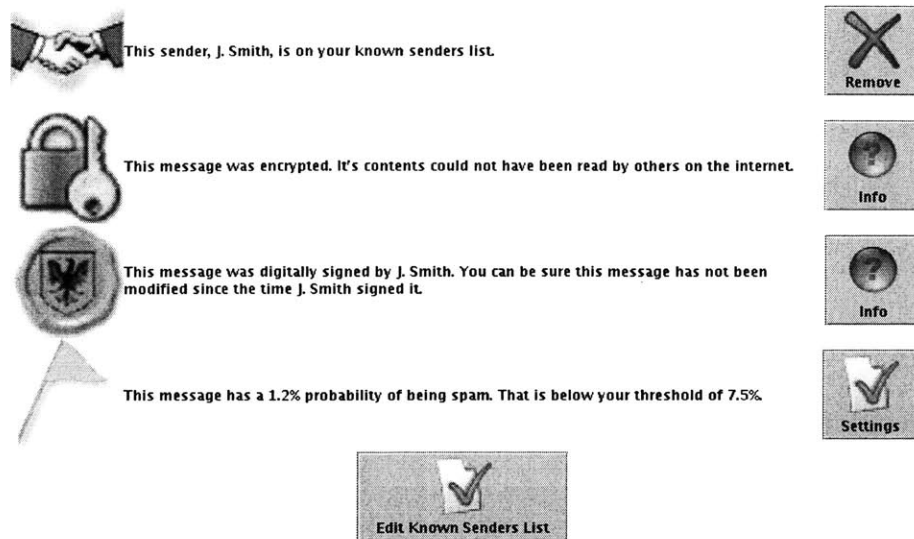 This sender, J. Smith, is on your known senders list.
Remove
This message was encrypted. It's contents could not have been read by others on the internet.
Info
This message was digitally signed by J. Smith. You can be sure this message has not been
modified since the time J. Smith signed it.
Info
This message has a 1.2% probability of being spam. That is below your threshold of 7.5%.
Settings
Edit Known Senders List